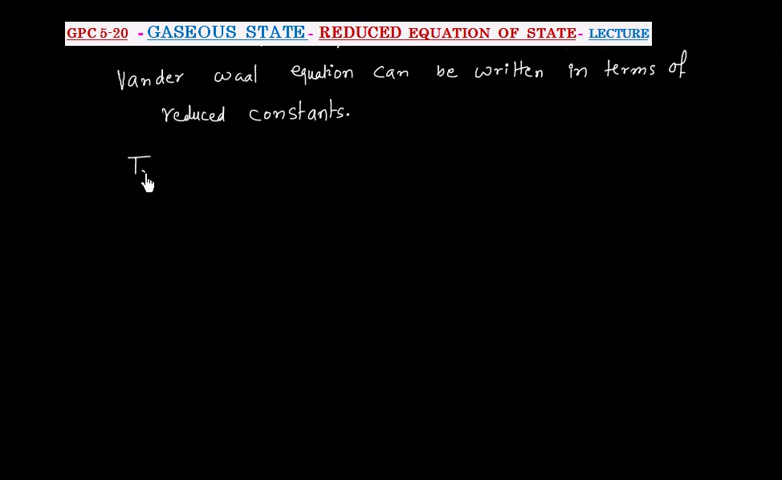 GPC 5-20 - GASEOUS STATE- REDUCED EQUATION OF STATE- LECTURE
Vander waal equation can be written in terms of
reduced constants.
T